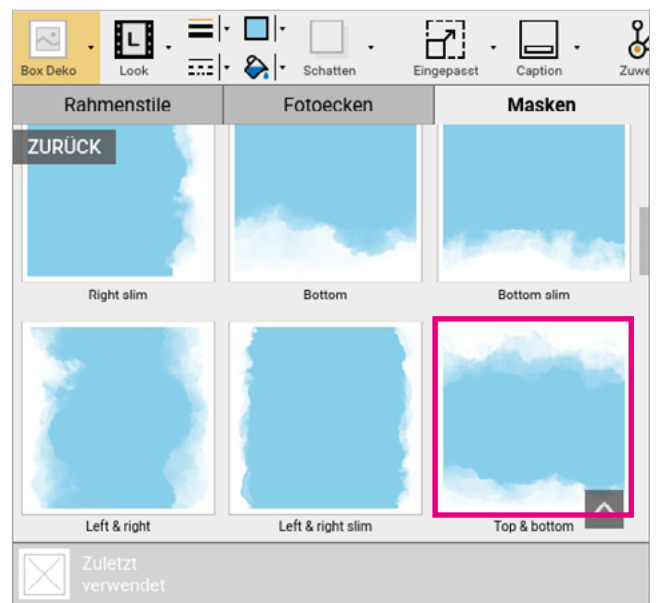 Box Deko
L
Look
Schatten
Eingepasst
Caption
Zuwe
Rahmenstile
Fotoecken
Masken
ZURÜCK
Right slim
Bottom
Bottom slim
Left & right
Left & right slim
Top & bottom
Zuletzt
verwendet